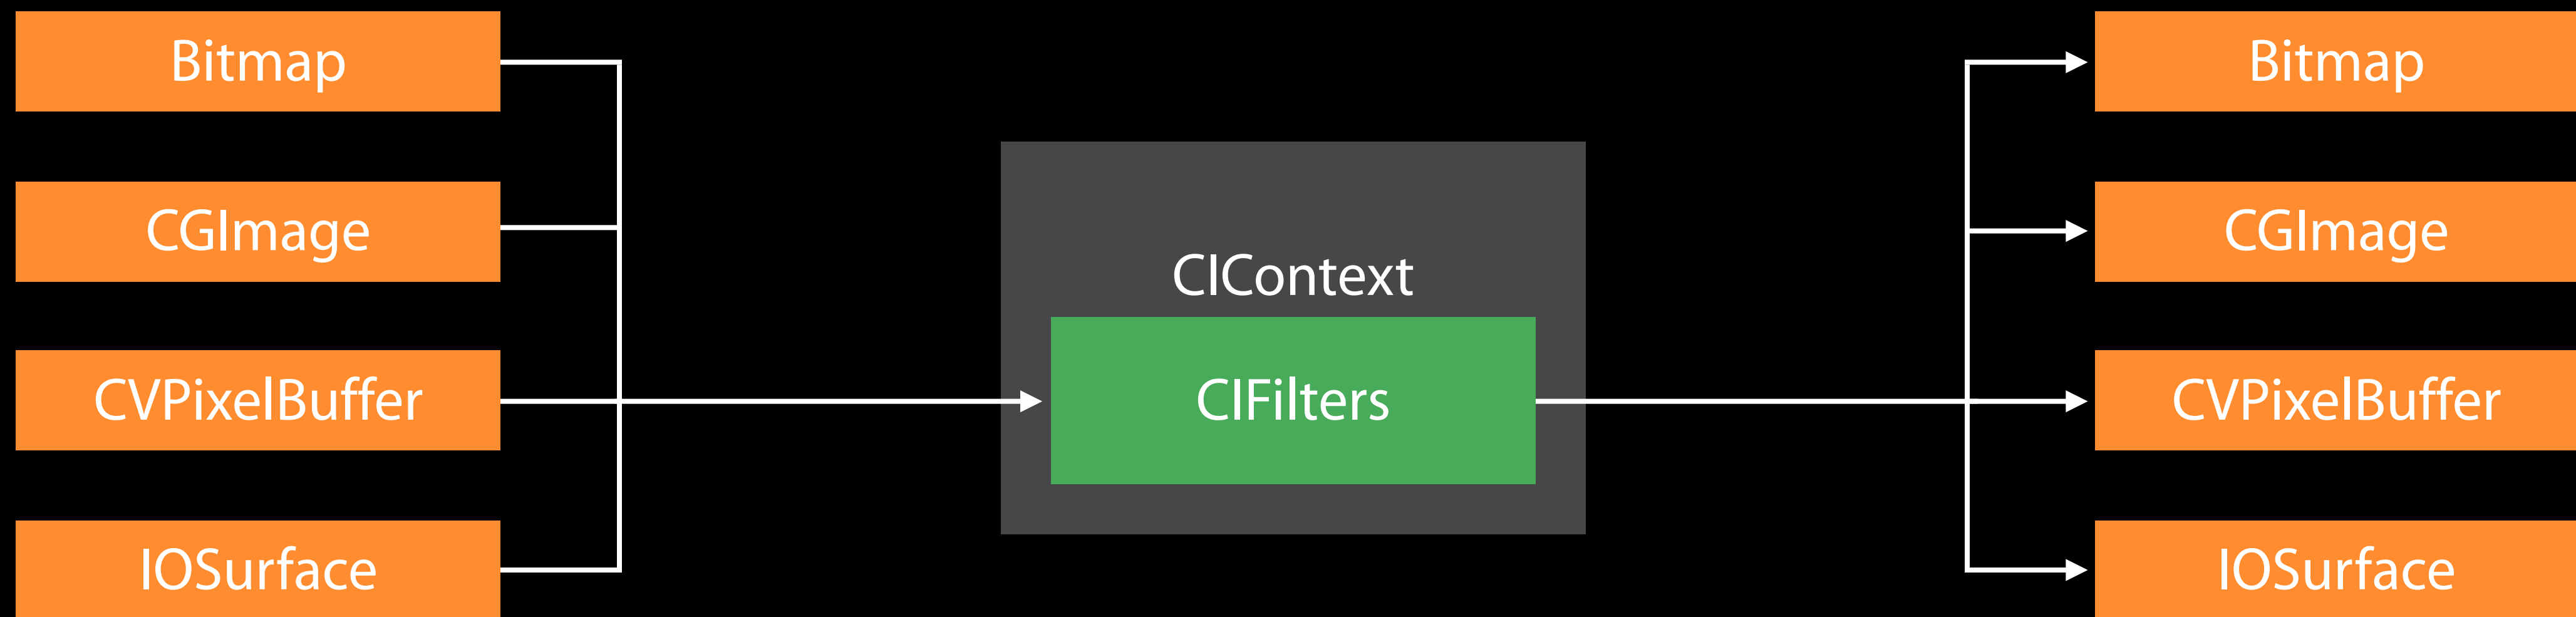 Bitmap
CGImage
CVPixelBuffer
IOSurface
CIContext
CIFilters
Bitmap
CGImage
CVPixelBuffer
IOSurface